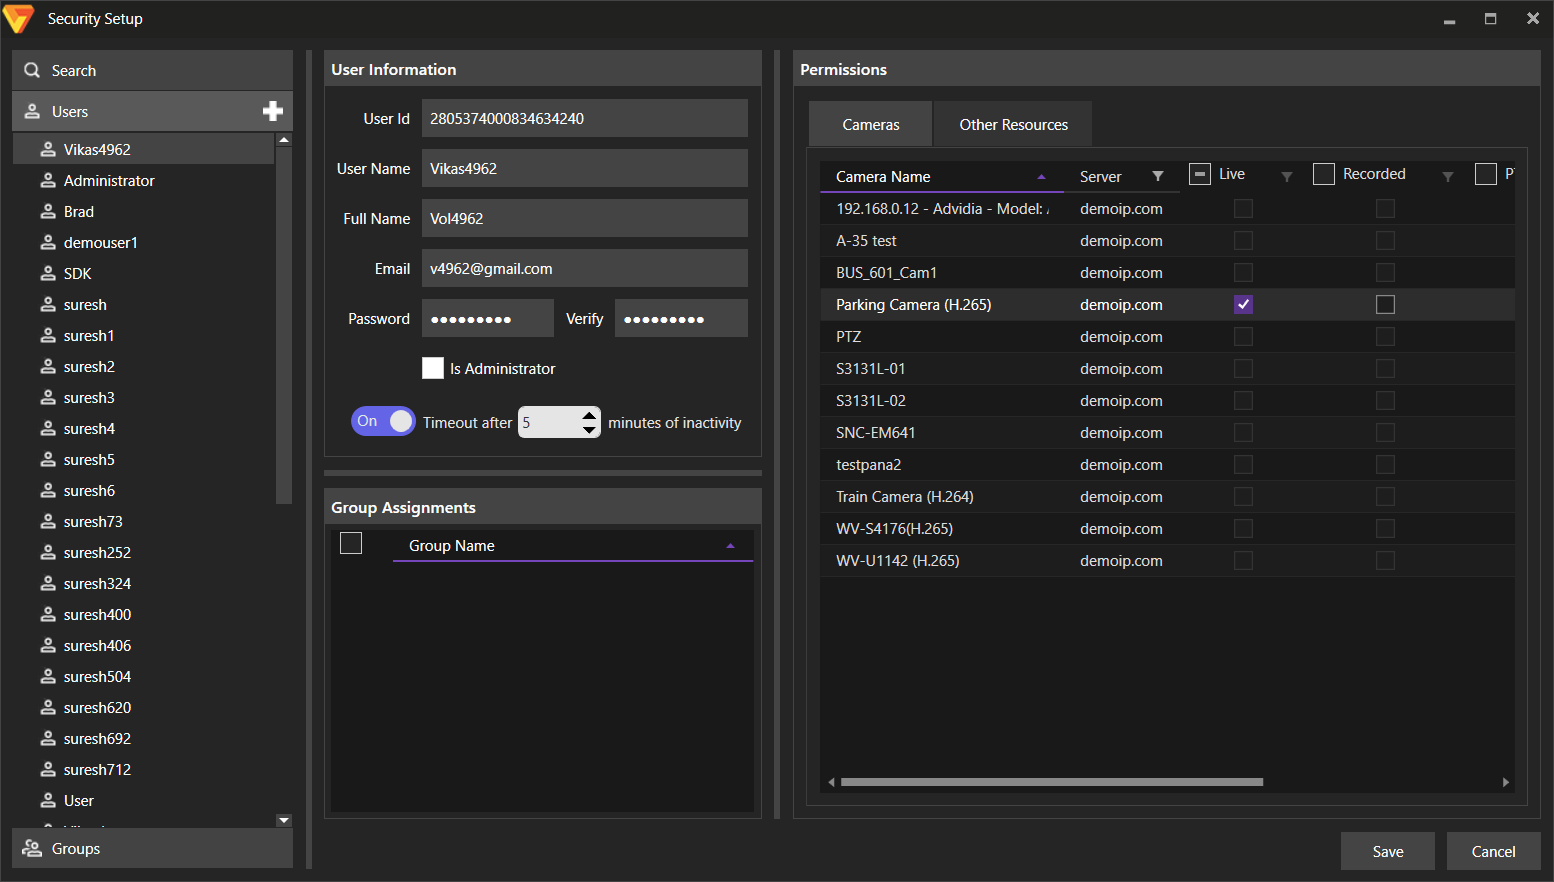 Security Setup
Search
Users
Vikas4962
Administrator
Brad
demouser1
SDK
suresh
suresh1
suresh2
suresh3
suresh4
suresh5
suresh6
suresh73
suresh252
suresh324
suresh400
suresh406
suresh504
suresh620
suresh692
suresh712
User
Groups
User Information
User Id 2805374000834634240
User Name Vikas4962
Full Name Vol4962
Email v4962@gmail.com
Password ●●●●●●●●● Verify ●●●●●●●●●
Is Administrator
On Timeout after 5 minutes of inactivity
Group Assignments
Group Name
Permissions
Cameras Other Resources
Camera Name Server Live Recorded
192.168.0.12 - Advidia - Model: demoip.com
A-35 test demoip.com
BUS_601_Cam1 demoip.com
Parking Camera (H.265) demoip.com
PTZ demoip.com
S3131L-01 demoip.com
S3131L-02 demoip.com
SNC-EM641 demoip.com
testpana2 demoip.com
Train Camera (H.264) demoip.com
WV-S4176(H.265) demoip.com
WV-U1142 (H.265) demoip.com
Save Cancel